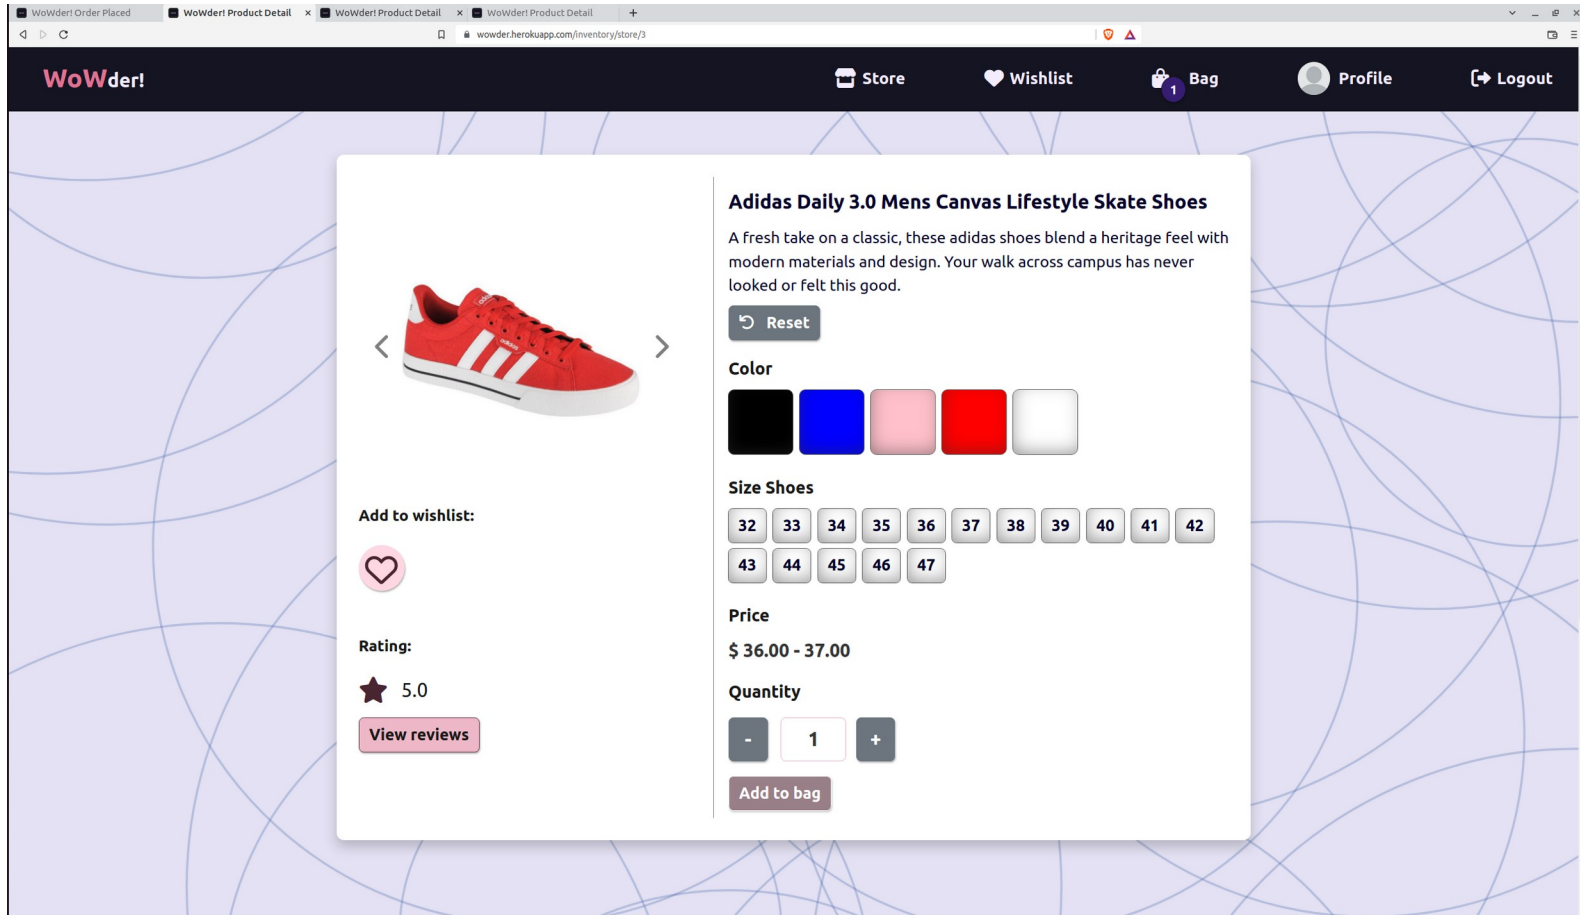 WoWder! Order Placed
WoWder! Product Detail
WoWder! Product Detail
WoWder! Product Detail
wowder.herokuapp.com/inventory/store/3
WoWder!
Store
Wishlist
1
Bag
Profile
Logout
Adidas Daily 3.0 Mens Canvas Lifestyle Skate Shoes
A fresh take on a classic, these adidas shoes blend a heritage feel with
modern materials and design. Your walk across campus has never
looked or felt this good.
Reset
Color
Size Shoes
32 33 34 35 36 37 38 39 40 41 42
43 44 45 46 47
Price
$ 36.00 - 37.00
Quantity
- 1 +
Add to bag
adidas
Add to wishlist:
Rating:
5.0
View reviews